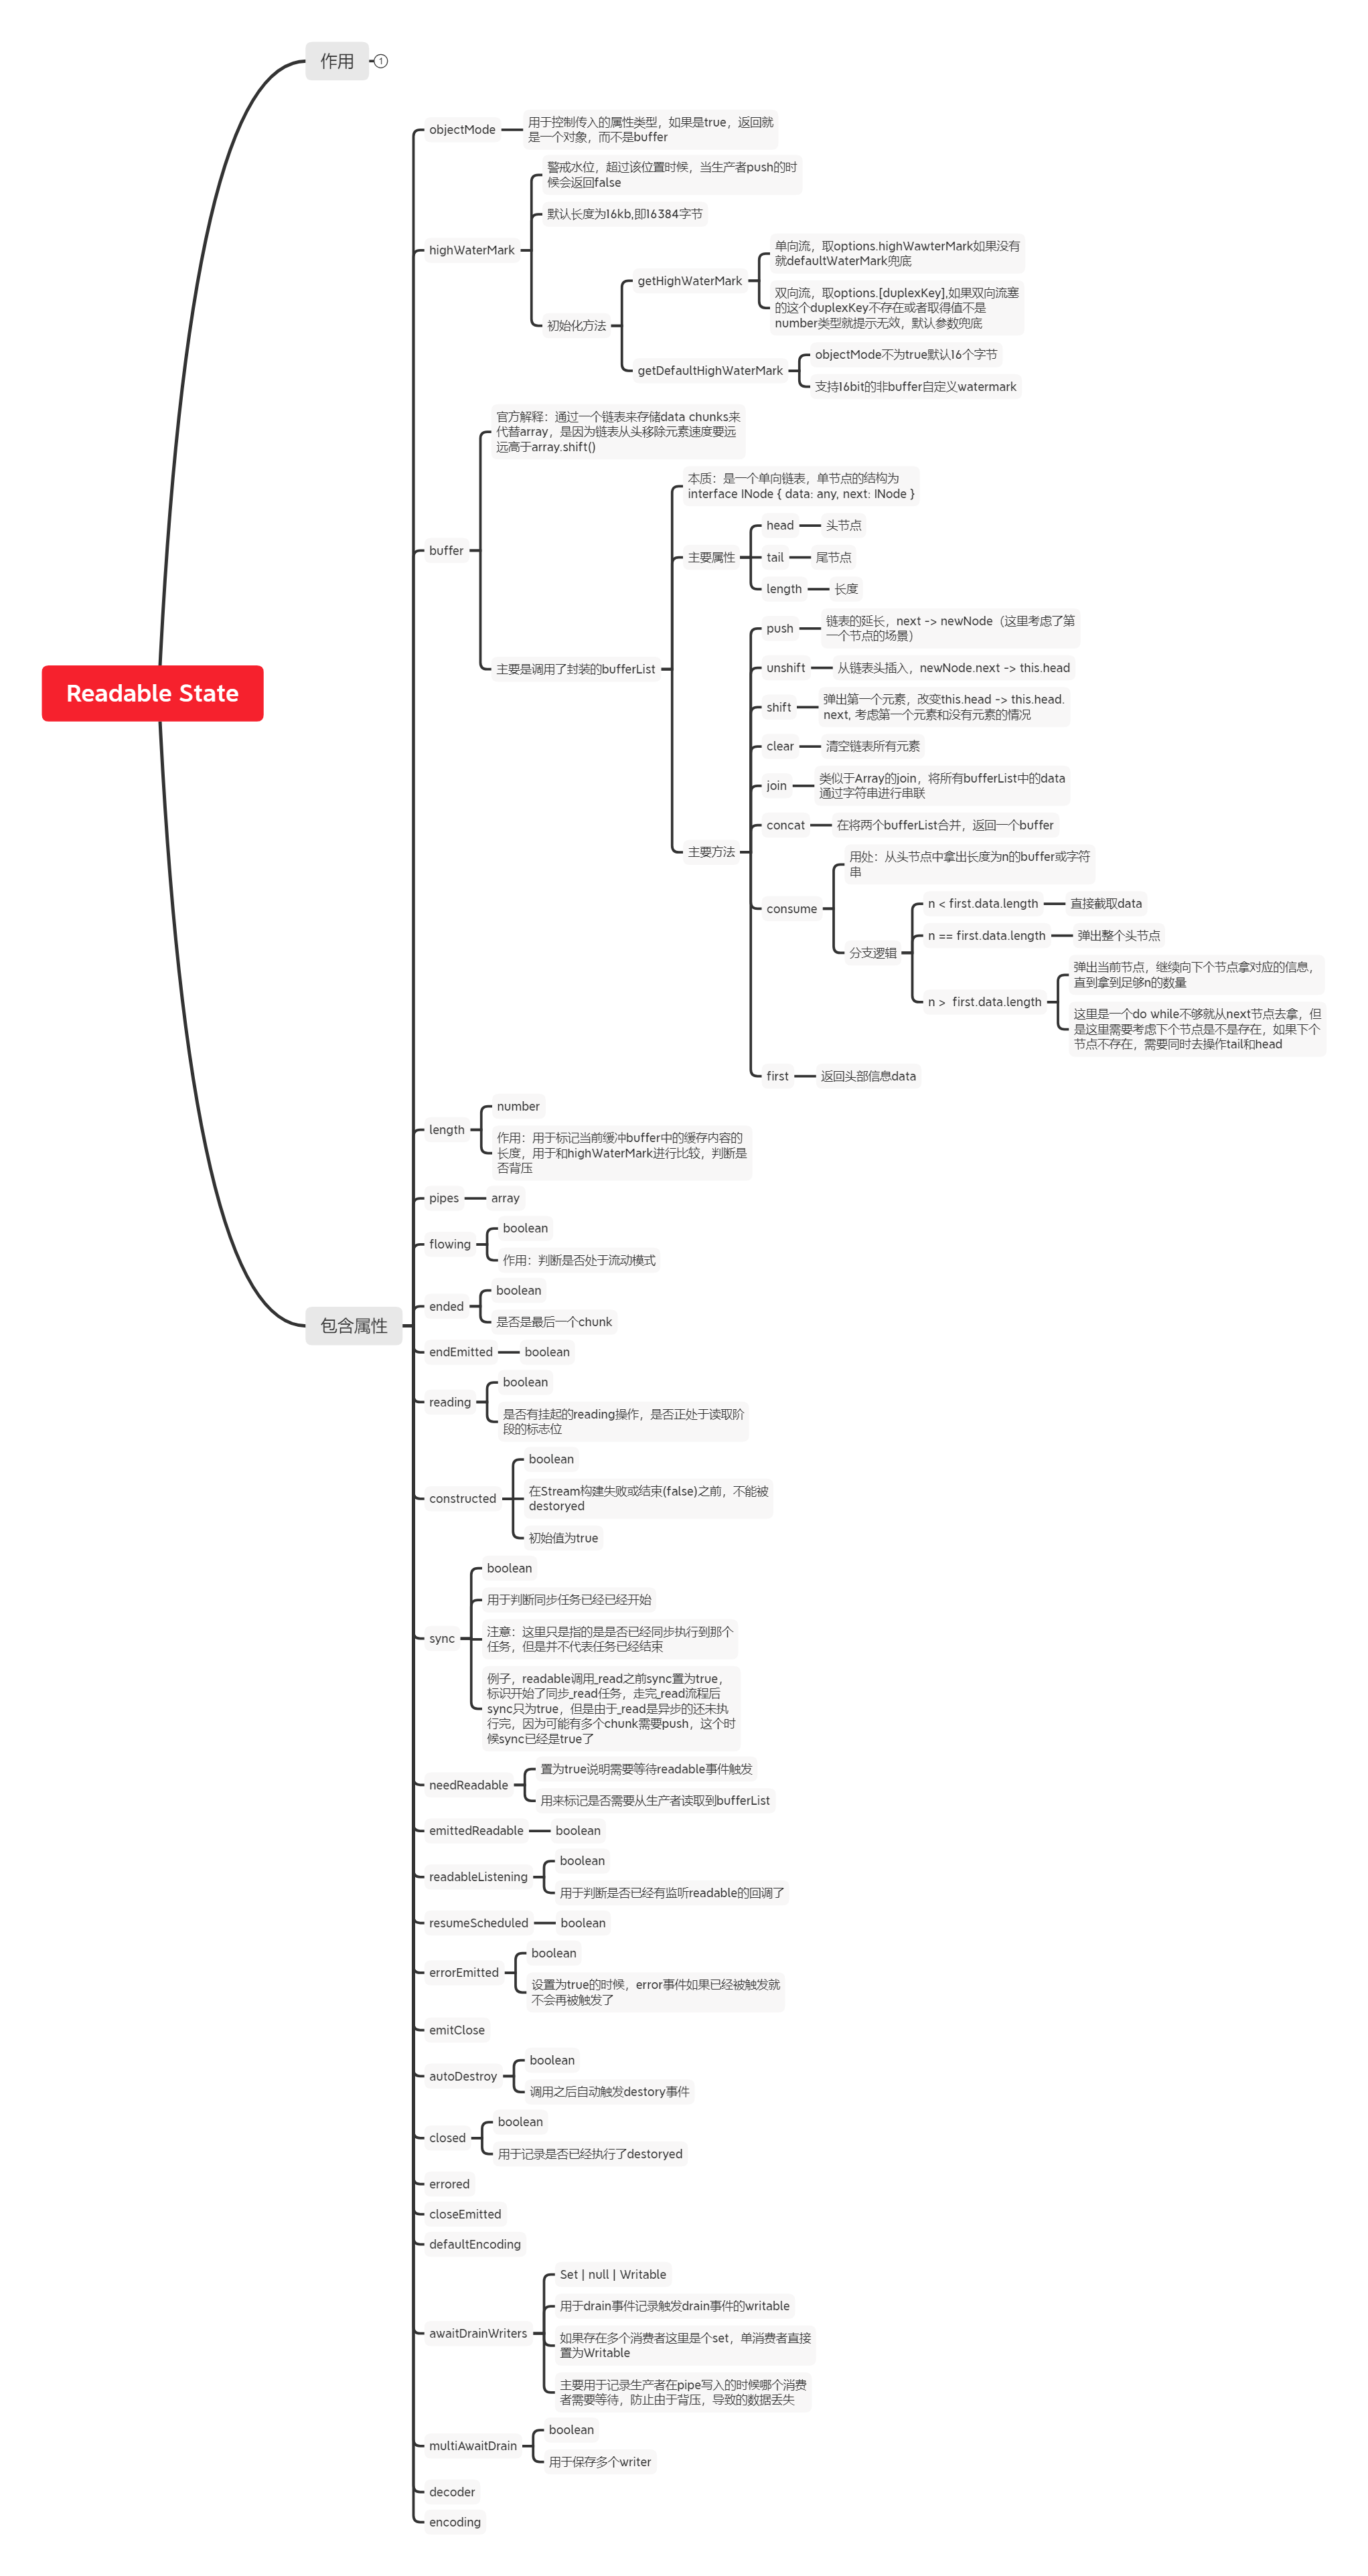 作用
1
objectMode
用于控制传入的属性类型，如果是true，返回就
是一个对象，而不是buffer
highWaterMark
警戒水位，超过该位置时候，当生产者push的时
候会返回false
默认长度为16kb,即16384字节
初始化方法
getHighWaterMark
单向流，取options.highWawterMark如果没有
就defaultWaterMark兜底
双向流，取options.[duplexKey],如果双向流塞
的这个duplexKey不存在或者取得值不是
number类型就提示无效，默认参数兜底
getDefaultHighWaterMark
objectMode不为true默认16个字节
支持16bit的非buffer自定义watermark
buffer
官方解释：通过一个链表来存储data chunks来
代替array，是因为链表从头移除元素速度要远
远高于array.shift()
主要是调用了封装的bufferList
本质：是一个单向链表，单节点的结构为
interface INode { data: any, next: INode }
主要属性
head
头节点
tail
尾节点
length
长度
主要方法
push
链表的延长，next -> newNode（这里考虑了第
一个节点的场景）
unshift
从链表头插入，newNode.next -> this.head
shift
弹出第一个元素，改变this.head -> this.head.
next, 考虑第一个元素和没有元素的情况
clear
清空链表所有元素
join
类似于Array的join，将所有bufferList中的data
通过字符串进行串联
concat
在将两个bufferList合并，返回一个buffer
consume
用处：从头节点中拿出长度为n的buffer或字符
串
分支逻辑
n < first.data.length
直接截取data
n == first.data.length
弹出整个头节点
n >  first.data.length
弹出当前节点，继续向下个节点拿对应的信息，
直到拿到足够n的数量
这里是一个do while不够就从next节点去拿，但
是这里需要考虑下个节点是不是存在，如果下个
节点不存在，需要同时去操作tail和head
first
返回头部信息data
Readable State
包含属性
length
number
作用：用于标记当前缓冲buffer中的缓存内容的
长度，用于和highWaterMark进行比较，判断是
否背压
pipes
array
flowing
boolean
作用：判断是否处于流动模式
ended
boolean
是否是最后一个chunk
endEmitted
boolean
reading
boolean
是否有挂起的reading操作，是否正处于读取阶
段的标志位
constructed
boolean
在Stream构建失败或结束(false)之前，不能被
destoryed
初始值为true
sync
boolean
用于判断同步任务已经已经开始
注意：这里只是指的是是否已经同步执行到那个
任务，但是并不代表任务已经结束
例子，readable调用_read之前sync置为true，
标识开始了同步_read任务，走完_read流程后
sync只为true，但是由于_read是异步的还未执
行完，因为可能有多个chunk需要push，这个时
候sync已经是true了
needReadable
置为true说明需要等待readable事件触发
用来标记是否需要从生产者读取到bufferList
emittedReadable
boolean
readableListening
boolean
用于判断是否已经有监听readable的回调了
resumeScheduled
boolean
errorEmitted
boolean
设置为true的时候，error事件如果已经被触发就
不会再被触发了
emitClose
autoDestroy
boolean
调用之后自动触发destory事件
closed
boolean
用于记录是否已经执行了destoryed
errored
closeEmitted
defaultEncoding
awaitDrainWriters
Set | null | Writable
用于drain事件记录触发drain事件的writable
如果存在多个消费者这里是个set，单消费者直接
置为Writable
主要用于记录生产者在pipe写入的时候哪个消费
者需要等待，防止由于背压，导致的数据丢失
multiAwaitDrain
boolean
用于保存多个writer
decoder
encoding